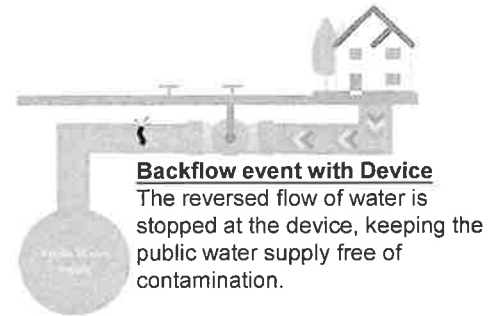 Backflow event with Device
The reversed flow of water is
stopped at the device, keeping the
public water supply free of
contamination.